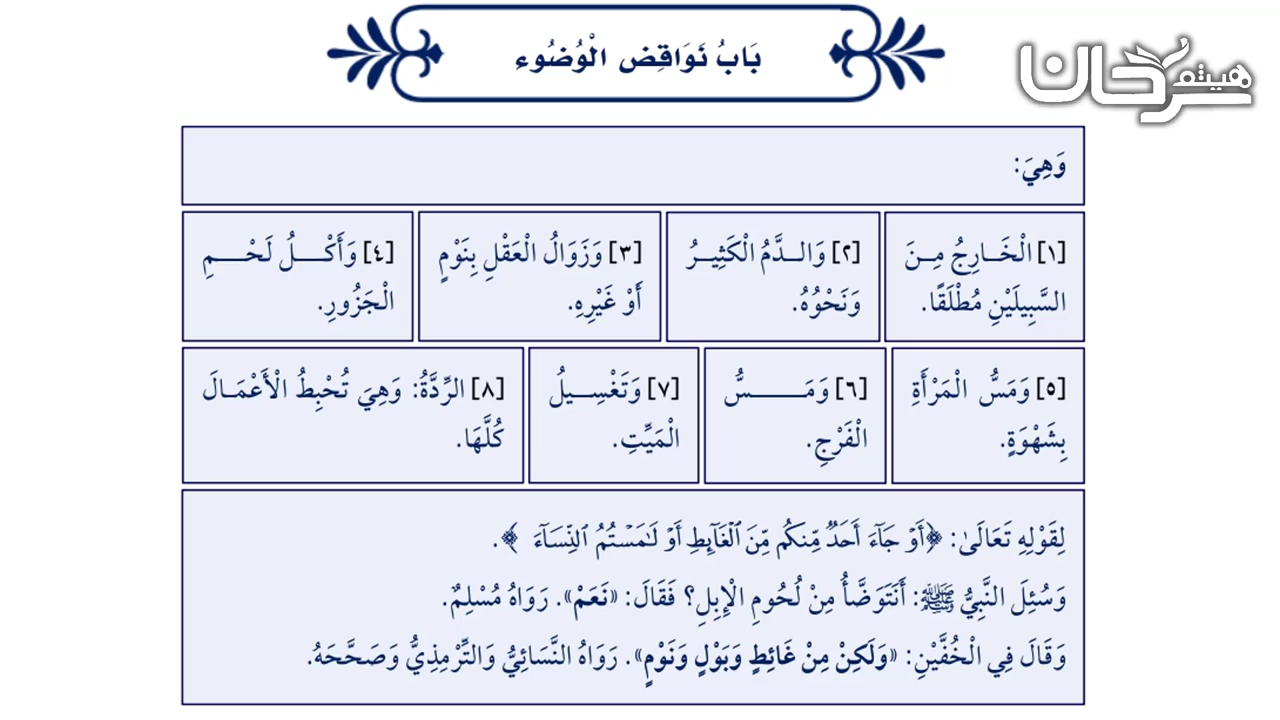 بَابُ نَوَاقِضِ الْوُضُوء
هيثم سرحان
وَهِيَ:
[١] الْخَارِجُ مِنَ
السَّبِيلَيْنِ مُطْلَقًا.
[٢] وَالدَّمُ الْكَثِيرُ
وَنَحْوُهُ.
[٣] وَزَوَالُ الْعَقْلِ بِنَوْمٍ
أَوْ غَيْرِهِ.
[٤] وَأَكْلُ لَحْمِ
الْجَزُورِ.
[٥] وَمَسُّ الْمَرْأَةِ
بِشَهْوَةٍ.
[٦] وَمَسُّ
الْفَرْجِ.
[٧] وَتَغْسِيلُ
الْمَيِّتِ.
[٨] الرِّدَّةُ: وَهِيَ تُحْبِطُ الْأَعْمَالَ
كُلَّهَا.
لِقَوْلِهِ تَعَالَىٰ: ﴿أَوۡ جَآءَ أَحَدٞ مِّنكُم مِّنَ ٱلۡغَآئِطِ أَوۡ لَٰمَسۡتُمُ ٱلنِّسَآءَ ﴾.
وَسُئِلَ النَّبِيُّ ﷺ: أَنَتَوَضَّأُ مِنْ لُحُومِ الْإِبِلِ؟ فَقَالَ: «نَعَمْ». رَوَاهُ مُسْلِمٌ.
وَقَالَ فِي الْخُفَّيْنِ: «وَلَكِنْ مِنْ غَائِطٍ وَبَوْلٍ وَنَوْمٍ». رَوَاهُ النَّسَائِيُّ وَالتِّرْمِذِيُّ وَصَحَّحَهُ.